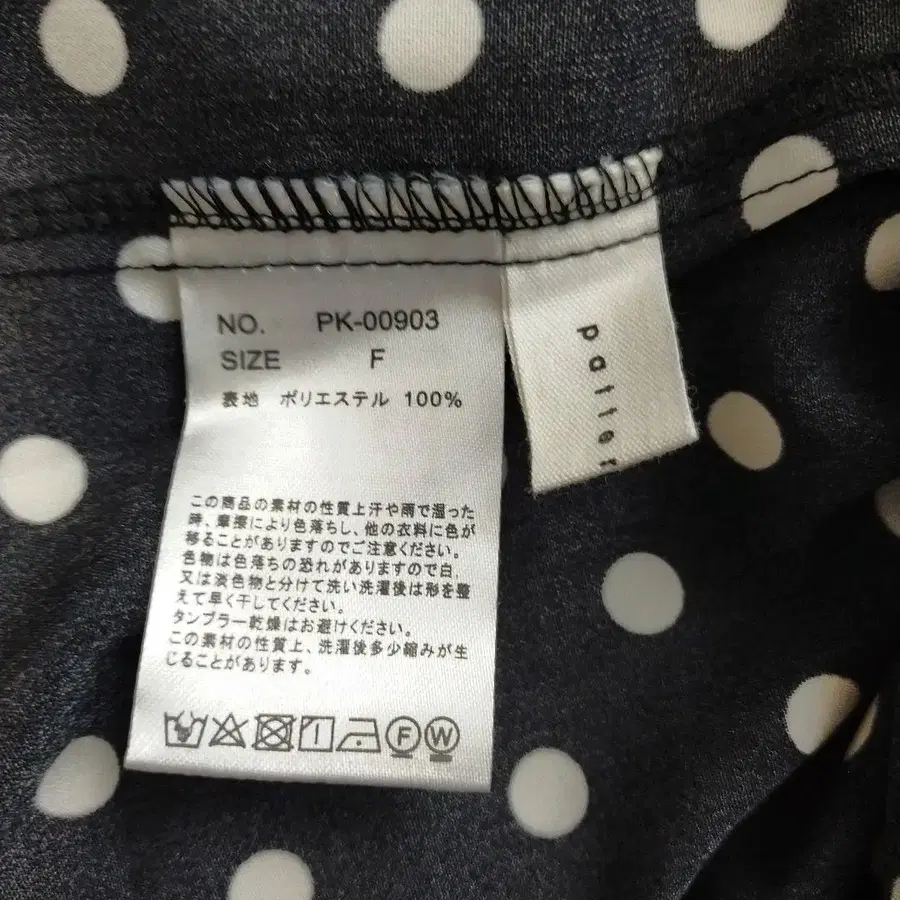 NO. PK-00903
SIZE F
表地 ポリエステル 100%
この商品の素材の性質上汗や雨で湿った
時、摩擦により色落ちし、他の衣料に色が
移ることがありますのでご注意ください。
色物は色落ちの恐れがありますので白、
又は淡色物と分けて洗い洗濯後は形を整
えて早く干してください。
タンブラー乾燥はお避けください。
この素材の性質上、洗濯後多少縮みが生
じることがあります。
F W
patter